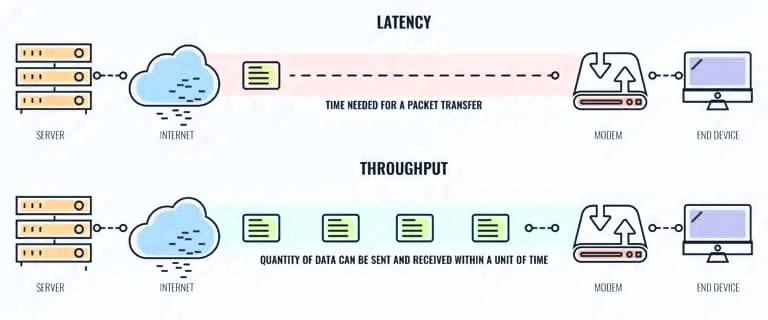 LATENCY
TIME NEEDED FOR A PACKET TRANSFER
SERVER
INTERNET
MODEM
END DEVICE
THROUGHPUT
QUANTITY OF DATA CAN BE SENT AND RECEIVED WITHIN A UNIT OF TIME
SERVER
INTERNET
MODEM
END DEVICE